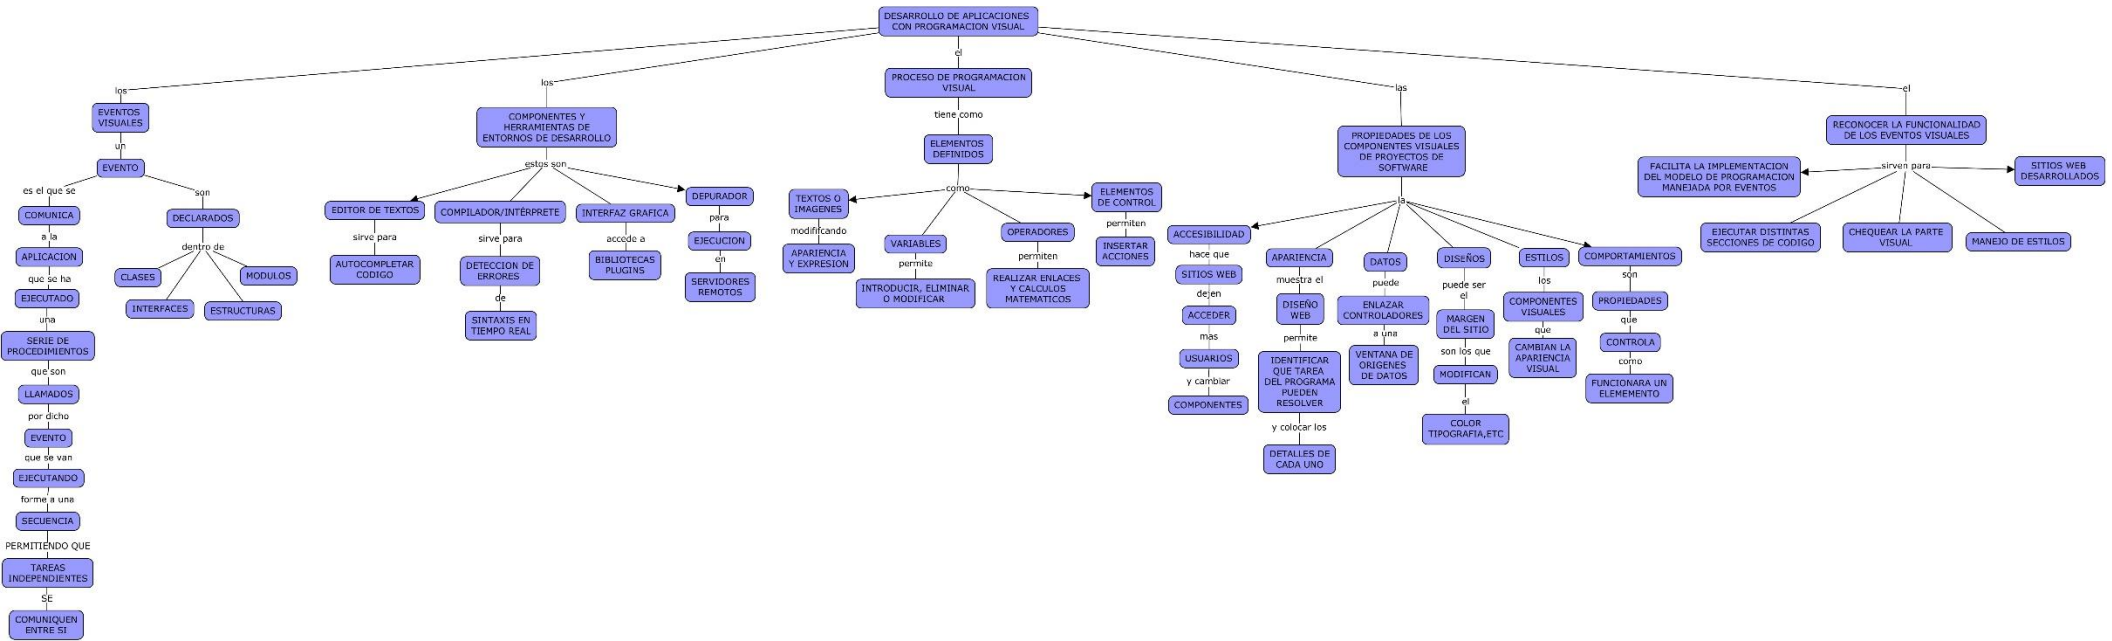 DESARROLLO DE APLICACIONES
CON PROGRAMACION VISUAL
los
EVENTOS
VISUALES
un
EVENTO
es el que se
COMUNICA
a la
APLICACION
que se ha
EJECUTADO
una
SERIE DE
PROCEDIMIENTOS
que son
LLAMADOS
por dicho
EVENTO
que se van
EJECUTANDO
forme a una
SECUENCIA
PERMITIENDO QUE
TAREAS
INDEPENDIENTES
SE
COMUNIQUEN
ENTRE SI
son
DECLARADOS
dentro de
CLASES
INTERFACES
ESTRUCTURAS
MODULOS
los
COMPONENTES Y
HERRAMIENTAS DE
ENTORNOS DE DESARROLLO
estos son
EDITOR DE TEXTOS
sirve para
AUTOCOMPLETAR
CODIGO
COMPILADOR/INTÉRPRETE
sirve para
DETECCION DE
ERRORES
de
SINTAXIS EN
TIEMPO REAL
INTERFAZ GRAFICA
accede a
BIBLIOTECAS
PLUGINS
DEPURADOR
para
EJECUCION
en
SERVIDORES
REMOTOS
el
PROCESO DE PROGRAMACION
VISUAL
tiene como
ELEMENTOS
DEFINIDOS
como
TEXTOS O
IMAGENES
modififcando
APARIENCIA
Y EXPRESION
VARIABLES
permite
INTRODUCIR, ELIMINAR
O MODIFICAR
OPERADORES
permiten
REALIZAR ENLACES
Y CALCULOS
MATEMATICOS
ELEMENTOS
DE CONTROL
permiten
INSERTAR
ACCIONES
las
PROPIEDADES DE LOS
COMPONENTES VISUALES
DE PROYECTOS DE
SOFTWARE
la
ACCESIBILIDAD
hace que
SITIOS WEB
dejen
ACCEDER
mas
USUARIOS
y cambiar
COMPONENTES
APARIENCIA
muestra el
DISEÑO
WEB
permite
IDENTIFICAR
QUE TAREA
DEL PROGRAMA
PUEDEN
RESOLVER
y colocar los
DETALLES DE
CADA UNO
DATOS
puede
ENLAZAR
CONTROLADORES
a una
VENTANA DE
ORIGENES
DE DATOS
DISEÑOS
puede ser
el
MARGEN
DEL SITIO
son los que
MODIFICAN
el
COLOR
TIPOGRAFIA,ETC
ESTILOS
los
COMPONENTES
VISUALES
que
CAMBIAN LA
APARIENCIA
VISUAL
COMPORTAMIENTOS
son
PROPIEDADES
que
CONTROLA
como
FUNCIONARA UN
ELEMEMENTO
el
RECONOCER LA FUNCIONALIDAD
DE LOS EVENTOS VISUALES
sirven para
FACILITA LA IMPLEMENTACION
DEL MODELO DE PROGRAMACION
MANEJADA POR EVENTOS
EJECUTAR DISTINTAS
SECCIONES DE CODIGO
CHEQUEAR LA PARTE
VISUAL
MANEJO DE ESTILOS
SITIOS WEB
DESARROLLADOS